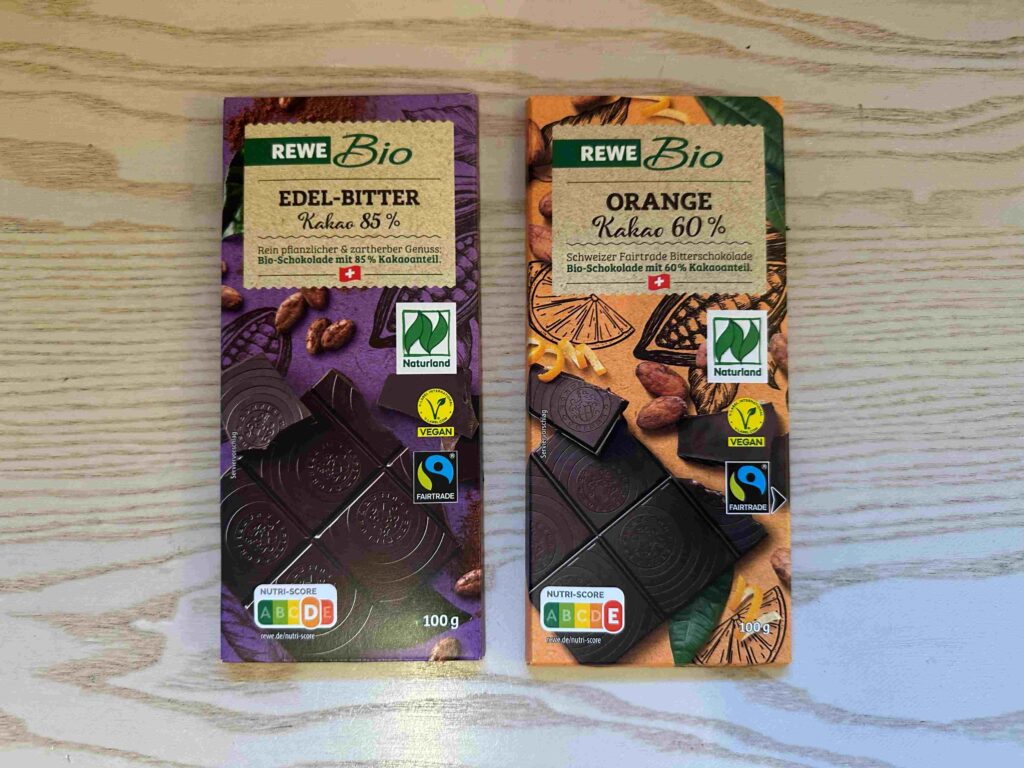 REWE Bio
EDEL-BITTER
Kakao 85 %
Rein pflanzlicher & zartherber Genuss:
Bio-Schokolade mit 85 % Kakaoanteil.
Naturland
VEGAN
FAIRTRADE
Serviervorschlag
NUTRI-SCORE
A B C D E
rewe.de/nutri-score
100 g
REWE Bio
ORANGE
Kakao 60 %
Schweizer Fairtrade Bitterschokolade
Bio-Schokolade mit 60 % Kakaoanteil.
Naturland
VEGAN
FAIRTRADE
Serviervorschlag
NUTRI-SCORE
A B C D E
rewe.de/nutri-score
100 g